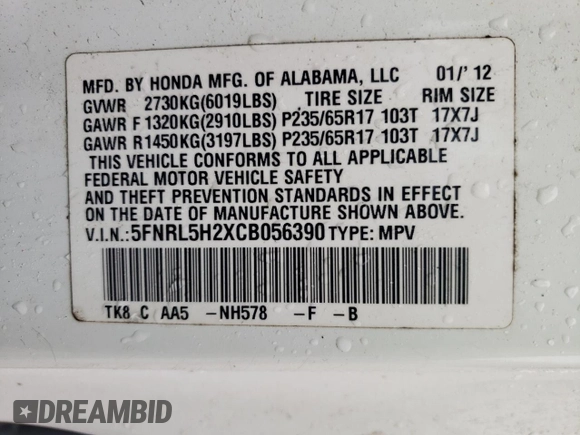 MFD. BY HONDA MFG. OF ALABAMA, LLC 01/'12
GVWR 2730KG(6019LBS) TIRE SIZE RIM SIZE
GAWR F 1320KG(2910LBS) P235/65R17 103T 17X7J
GAWR R1450KG(3197LBS) P235/65R17 103T 17X7J
THIS VEHICLE CONFORMS TO ALL APPLICABLE
FEDERAL MOTOR VEHICLE SAFETY
AND THEFT PREVENTION STANDARDS IN EFFECT
ON THE DATE OF MANUFACTURE SHOWN ABOVE.
V.I.N.:5FNRL5H2XCB056390 TYPE: MPV
TK8 C AA5 -NH578 -F -B
DREAMBID